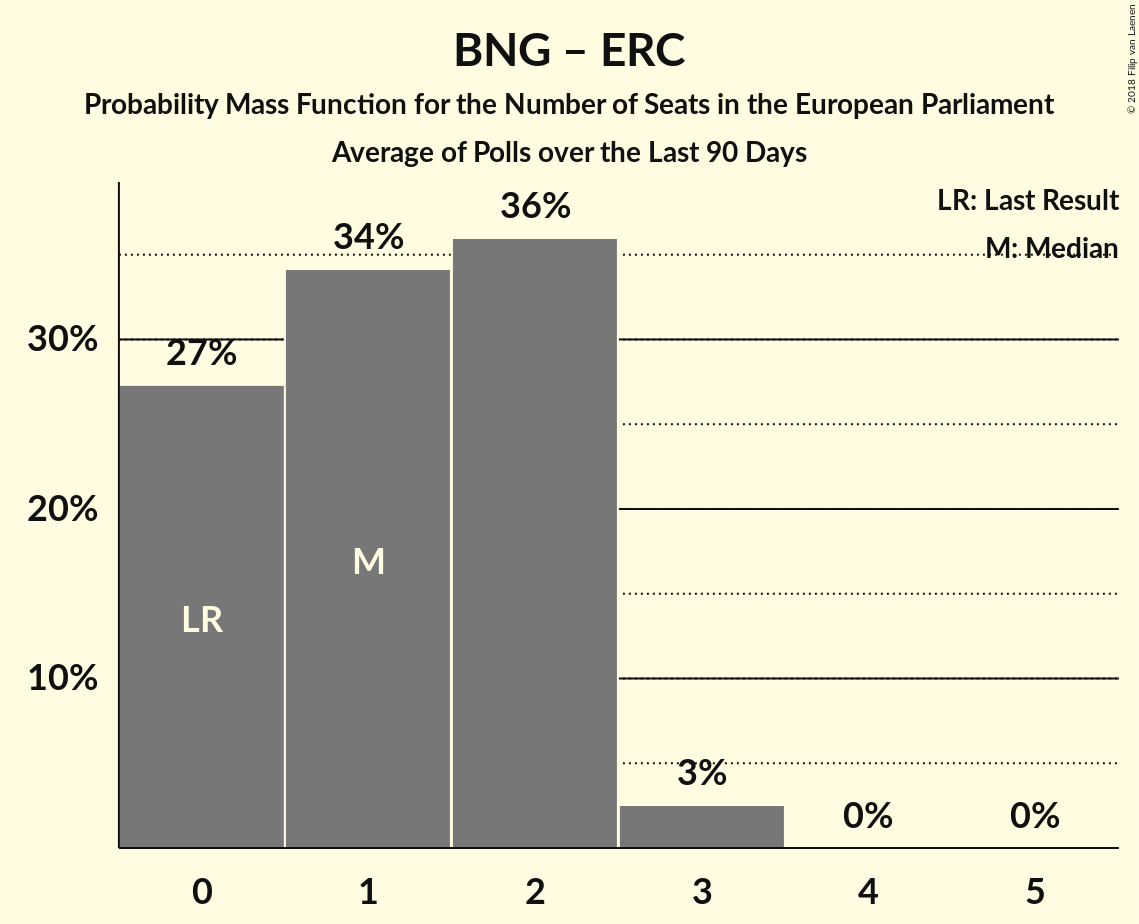 BNG – ERC
Probability Mass Function for the Number of Seats in the European Parliament
Average of Polls over the Last 90 Days
© 2018 Filip van Laenen
LR: Last Result
M: Median
36%
34%
27%
3%
0%
0%
30%
20%
10%
LR
M
0
1
2
3
4
5